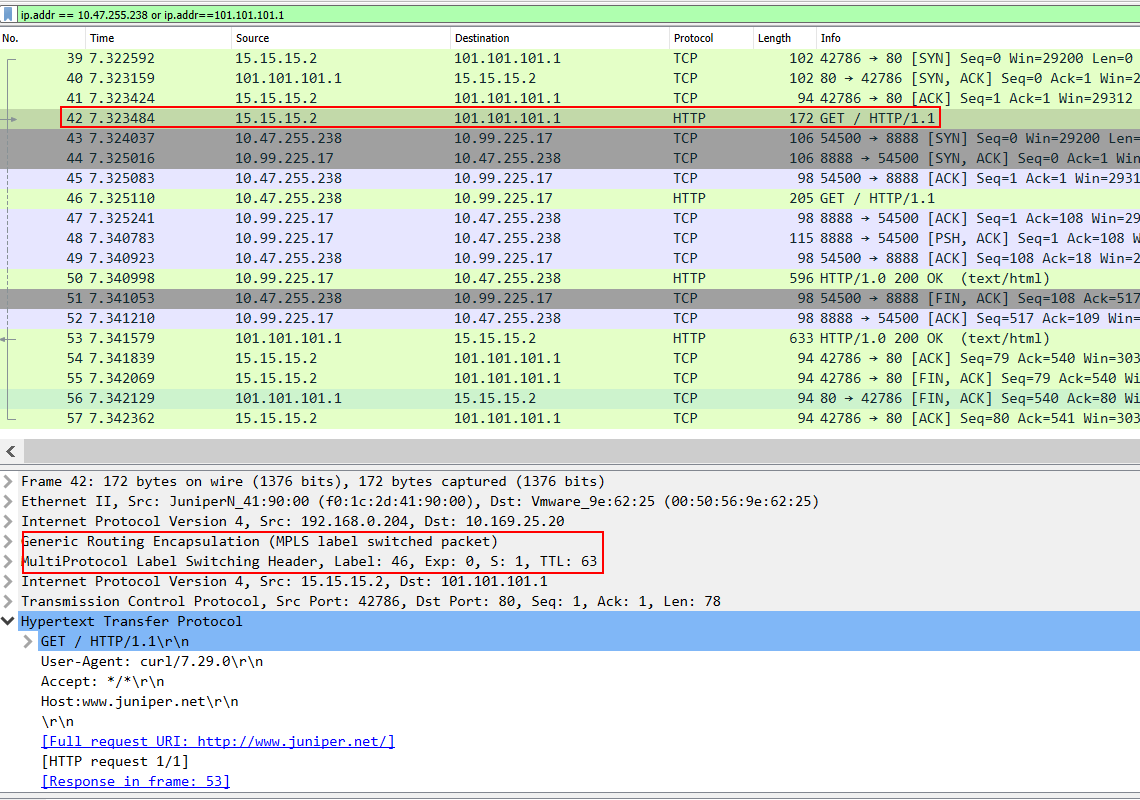 ip.addr == 10.47.255.238 or ip.addr==101.101.101.1
No. Time Source Destination Protocol Length Info
39 7.322592 15.15.15.2 101.101.101.1 TCP 102 42786 → 80 [SYN] Seq=0 Win=29200 Len=0
40 7.323159 101.101.101.1 15.15.15.2 TCP 102 80 → 42786 [SYN, ACK] Seq=0 Ack=1 Win=2
41 7.323424 15.15.15.2 101.101.101.1 TCP 94 42786 → 80 [ACK] Seq=1 Ack=1 Win=29312
42 7.323484 15.15.15.2 101.101.101.1 HTTP 172 GET / HTTP/1.1
43 7.324037 10.47.255.238 10.99.225.17 TCP 106 54500 → 8888 [SYN] Seq=0 Win=29200 Len=
44 7.325016 10.99.225.17 10.47.255.238 TCP 106 8888 → 54500 [SYN, ACK] Seq=0 Ack=1 Win
45 7.325083 10.47.255.238 10.99.225.17 TCP 98 54500 → 8888 [ACK] Seq=1 Ack=1 Win=2931
46 7.325110 10.47.255.238 10.99.225.17 HTTP 205 GET / HTTP/1.1
47 7.325241 10.99.225.17 10.47.255.238 TCP 98 8888 → 54500 [ACK] Seq=1 Ack=108 Win=29
48 7.340783 10.99.225.17 10.47.255.238 TCP 115 8888 → 54500 [PSH, ACK] Seq=1 Ack=108 W
49 7.340923 10.47.255.238 10.99.225.17 TCP 98 54500 → 8888 [ACK] Seq=108 Ack=18 Win=2
50 7.340998 10.99.225.17 10.47.255.238 HTTP 596 HTTP/1.0 200 OK (text/html)
51 7.341053 10.47.255.238 10.99.225.17 TCP 98 54500 → 8888 [FIN, ACK] Seq=108 Ack=517
52 7.341210 10.99.225.17 10.47.255.238 TCP 98 8888 → 54500 [ACK] Seq=517 Ack=109 Win=
53 7.341579 101.101.101.1 15.15.15.2 HTTP 633 HTTP/1.0 200 OK (text/html)
54 7.341839 15.15.15.2 101.101.101.1 TCP 94 42786 → 80 [ACK] Seq=79 Ack=540 Win=303
55 7.342069 15.15.15.2 101.101.101.1 TCP 94 42786 → 80 [FIN, ACK] Seq=79 Ack=540 Wi
56 7.342129 101.101.101.1 15.15.15.2 TCP 94 80 → 42786 [FIN, ACK] Seq=540 Ack=80 Wi
57 7.342362 15.15.15.2 101.101.101.1 TCP 94 42786 → 80 [ACK] Seq=80 Ack=541 Win=303
Frame 42: 172 bytes on wire (1376 bits), 172 bytes captured (1376 bits)
Ethernet II, Src: JuniperN_41:90:00 (f0:1c:2d:41:90:00), Dst: Vmware_9e:62:25 (00:50:56:9e:62:25)
Internet Protocol Version 4, Src: 192.168.0.204, Dst: 10.169.25.20
Generic Routing Encapsulation (MPLS label switched packet)
MultiProtocol Label Switching Header, Label: 46, Exp: 0, S: 1, TTL: 63
Internet Protocol Version 4, Src: 15.15.15.2, Dst: 101.101.101.1
Transmission Control Protocol, Src Port: 42786, Dst Port: 80, Seq: 1, Ack: 1, Len: 78
Hypertext Transfer Protocol
GET / HTTP/1.1\r\n
User-Agent: curl/7.29.0\r\n
Accept: */*\r\n
Host:www.juniper.net\r\n
\r\n
[Full request URI: http://www.juniper.net/]
[HTTP request 1/1]
[Response in frame: 53]